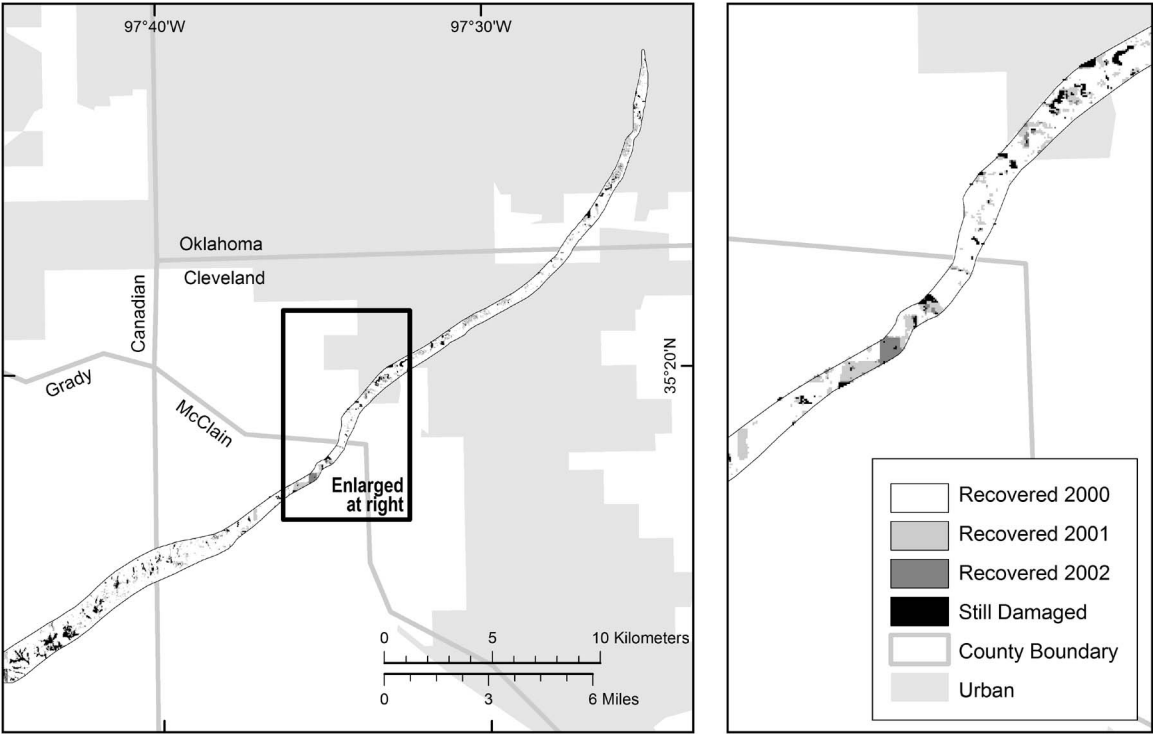 97°40'W
97°30'W
Oklahoma
Cleveland
Canadian
35°20'N
Grady
McClain
Enlarged
at right
0 5 10 Kilometers
0 3 6 Miles
Recovered 2000
Recovered 2001
Recovered 2002
Still Damaged
County Boundary
Urban